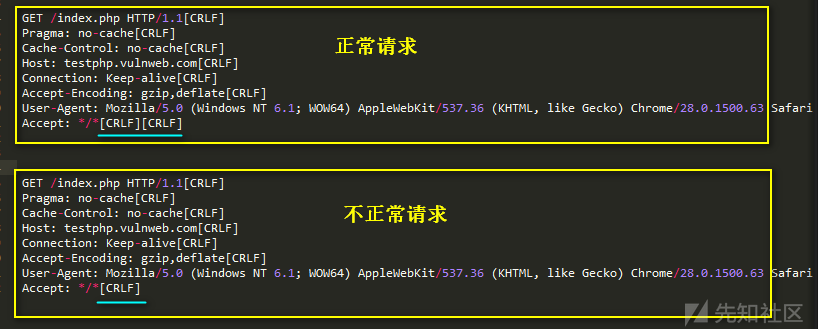 GET /index.php HTTP/1.1[CRLF]
Pragma: no-cache[CRLF]
Cache-Control: no-cache[CRLF]
Host: testphp.vulnweb.com[CRLF]
Connection: Keep-alive[CRLF]
Accept-Encoding: gzip,deflate[CRLF]
User-Agent: Mozilla/5.0 (Windows NT 6.1; WOW64) AppleWebKit/537.36 (KHTML, like Gecko) Chrome/28.0.1500.63 Safari
Accept: */*[CRLF][CRLF]
正常请求
GET /index.php HTTP/1.1[CRLF]
Pragma: no-cache[CRLF]
Cache-Control: no-cache[CRLF]
Host: testphp.vulnweb.com[CRLF]
Connection: Keep-alive[CRLF]
Accept-Encoding: gzip,deflate[CRLF]
User-Agent: Mozilla/5.0 (Windows NT 6.1; WOW64) AppleWebKit/537.36 (KHTML, like Gecko) Chrome/28.0.1500.63 Safari
Accept: */*[CRLF]
不正常请求
先知社区